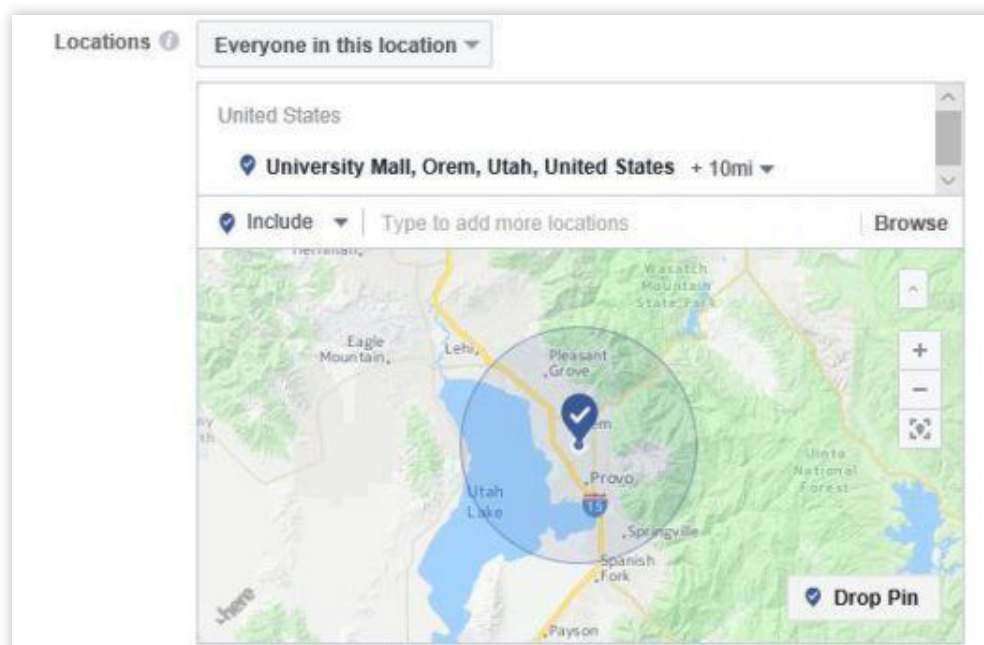 Locations
Everyone in this location
United States
University Mall, Orem, Utah, United States + 10mi
Include Type to add more locations Browse
Wasatch
Mountain
State Park
Eagle
Mountain
Lehi
Pleasant
Grove
Provo
Uinta
National
Forest
Utah
Lake
15
Springville
Spanish
Fork
Drop Pin
here
Payson